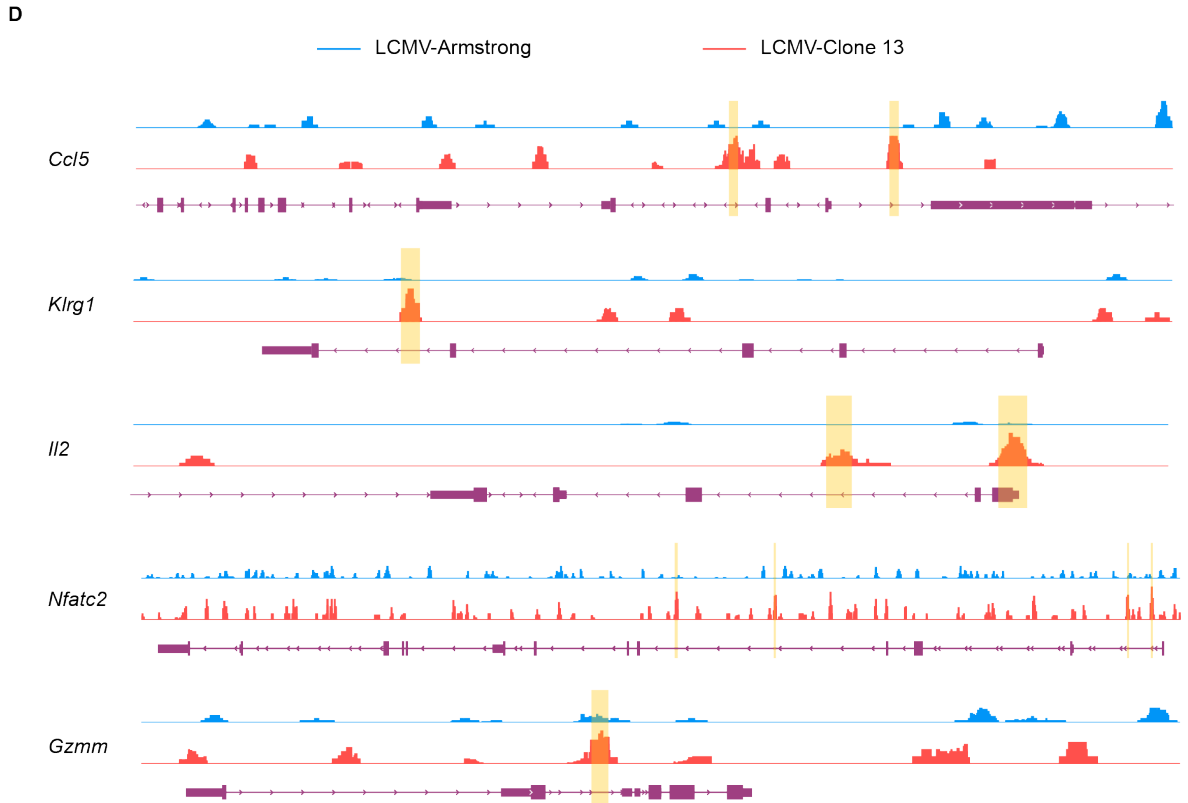 D
LCMV-Armstrong LCMV-Clone 13
Ccl5
Klrg1
Il2
Nfatc2
Gzmm